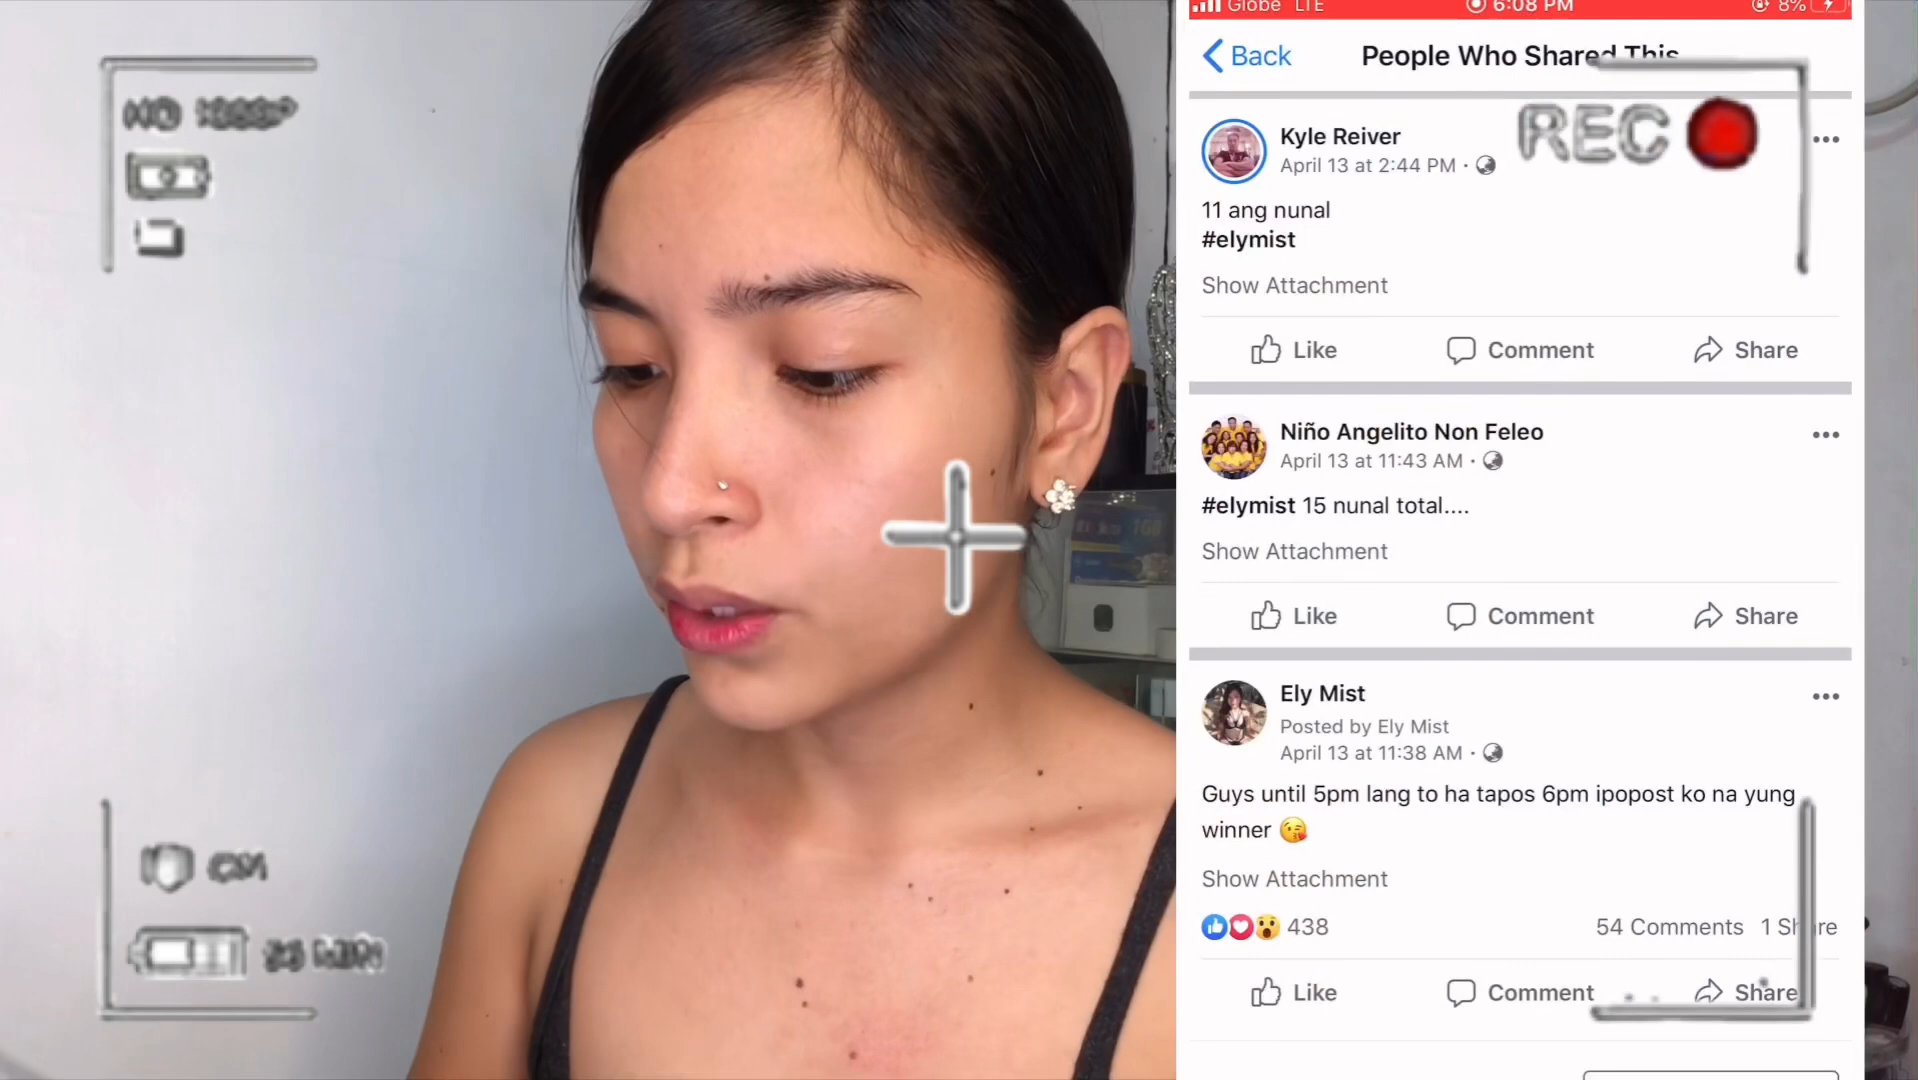 REC
Globe LTE
6:08 PM
8%
Back
People Who Shared This
Kyle Reiver
April 13 at 2:44 PM ·
11 ang nunal
#elymist
Show Attachment
Like
Comment
Share
Niño Angelito Non Feleo
April 13 at 11:43 AM ·
#elymist 15 nunal total....
Show Attachment
Like
Comment
Share
Ely Mist
Posted by Ely Mist
April 13 at 11:38 AM ·
Guys until 5pm lang to ha tapos 6pm ipopost ko na yung
winner 😘
Show Attachment
438
54 Comments
1 Share
Like
Comment
Share